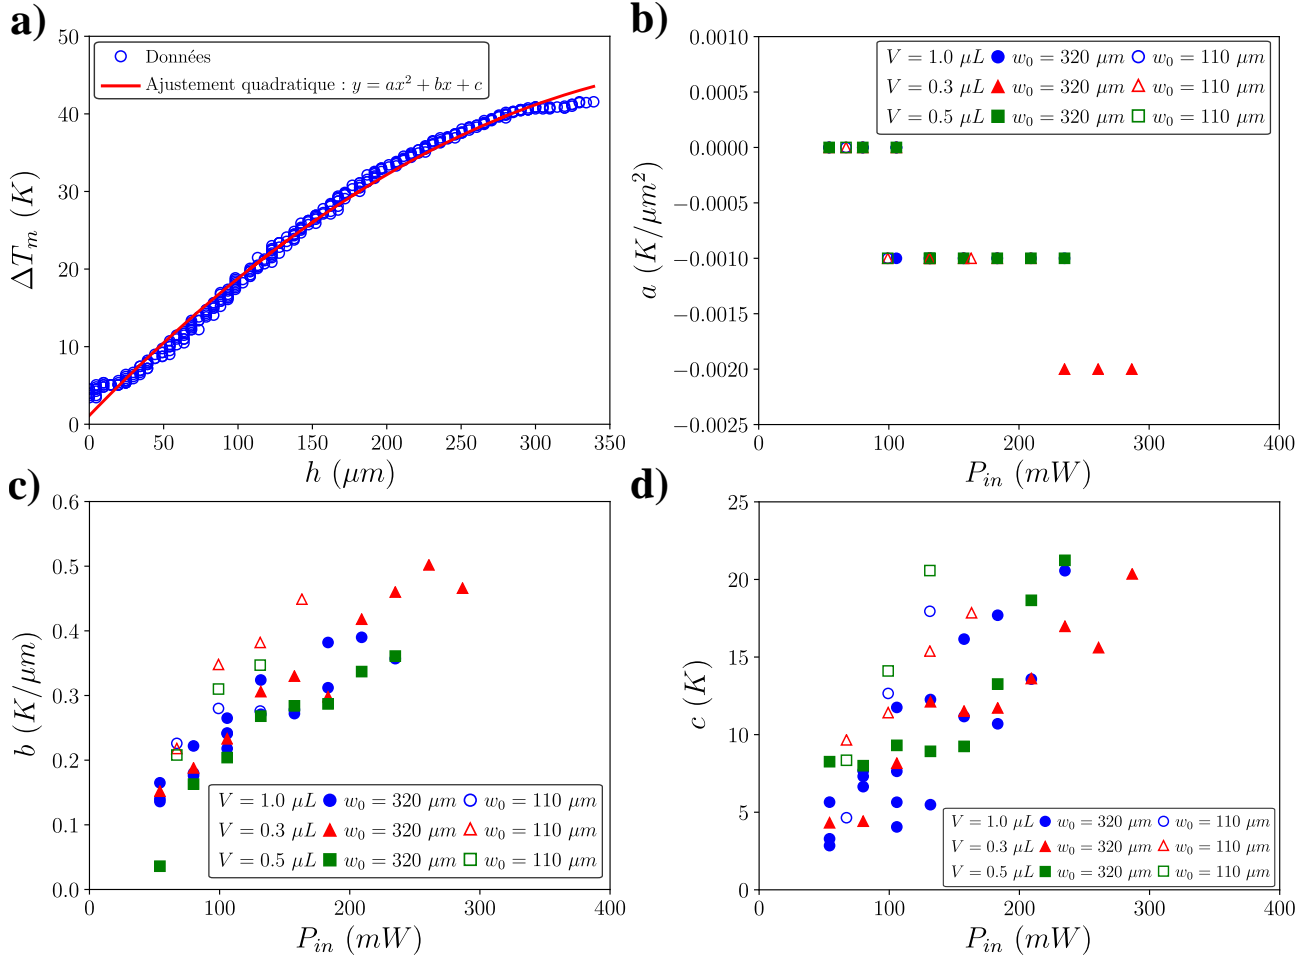 a)
50
40
30
20
10
0
ΔT_m (K)
Données
Ajustement quadratique : y = ax² + bx + c
0 50 100 150 200 250 300 350
h (μm)
b)
0.0010
0.0005
0.0000
−0.0005
−0.0010
−0.0015
−0.0020
−0.0025
a (K/μm²)
V = 1.0 μL w₀ = 320 μm w₀ = 110 μm
V = 0.3 μL w₀ = 320 μm w₀ = 110 μm
V = 0.5 μL w₀ = 320 μm w₀ = 110 μm
0 100 200 300 400
P_in (mW)
c)
0.6
0.5
0.4
0.3
0.2
0.1
0.0
b (K/μm)
V = 1.0 μL w₀ = 320 μm w₀ = 110 μm
V = 0.3 μL w₀ = 320 μm w₀ = 110 μm
V = 0.5 μL w₀ = 320 μm w₀ = 110 μm
0 100 200 300 400
P_in (mW)
d)
25
20
15
10
5
0
c (K)
V = 1.0 μL w₀ = 320 μm w₀ = 110 μm
V = 0.3 μL w₀ = 320 μm w₀ = 110 μm
V = 0.5 μL w₀ = 320 μm w₀ = 110 μm
0 100 200 300 400
P_in (mW)